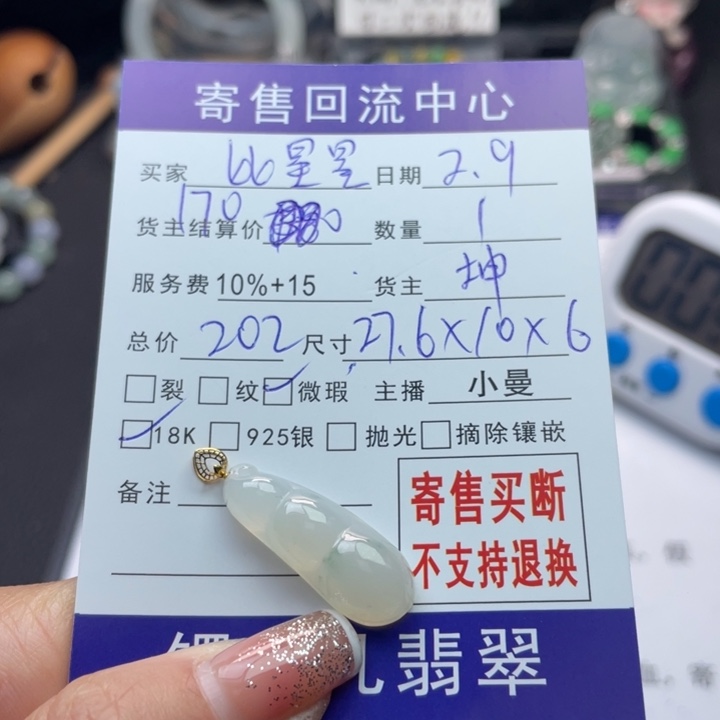 寄售回流中心
买家 66星星 日期 2.9
货主结算价 170 数量 1
服务费 10%+15 货主 坤
总价 202 尺寸 27.6×10×6
裂 纹 微瑕 主播 小曼
18K 925银 抛光 摘除镶嵌
备注
寄售买断
不支持退换
翡翠